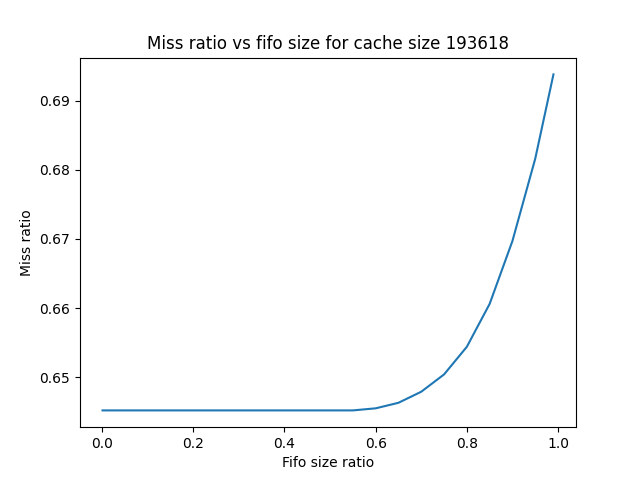 Miss ratio vs fifo size for cache size 193618
Miss ratio
0.69
0.68
0.67
0.66
0.65
0.0 0.2 0.4 0.6 0.8 1.0
Fifo size ratio